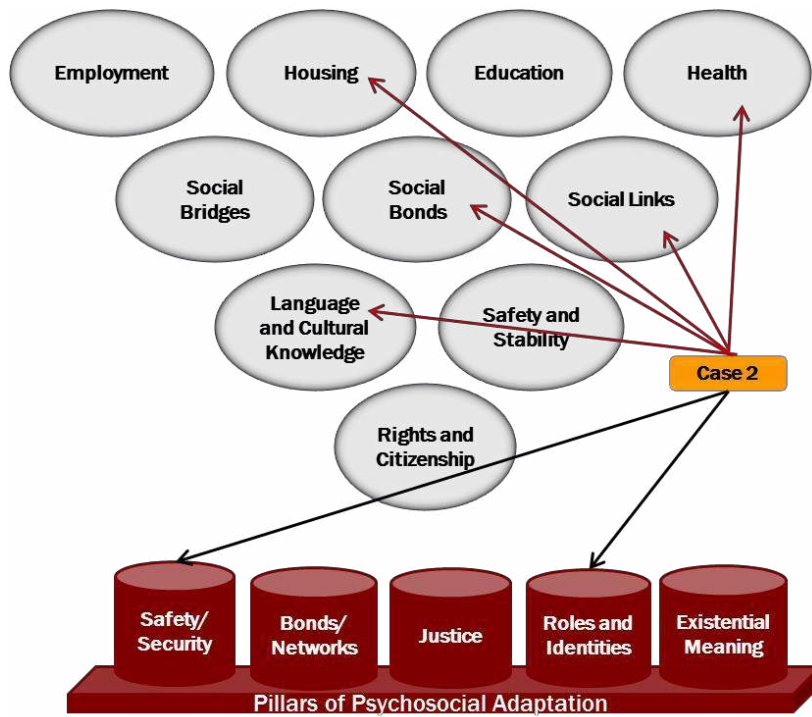 Employment
Housing
Education
Health
Social
Bridges
Social
Bonds
Social Links
Language
and Cultural
Knowledge
Safety and
Stability
Case 2
Rights and
Citizenship
Safety/
Security
Bonds/
Networks
Justice
Roles and
Identities
Existential
Meaning
Pillars of Psychosocial Adaptation